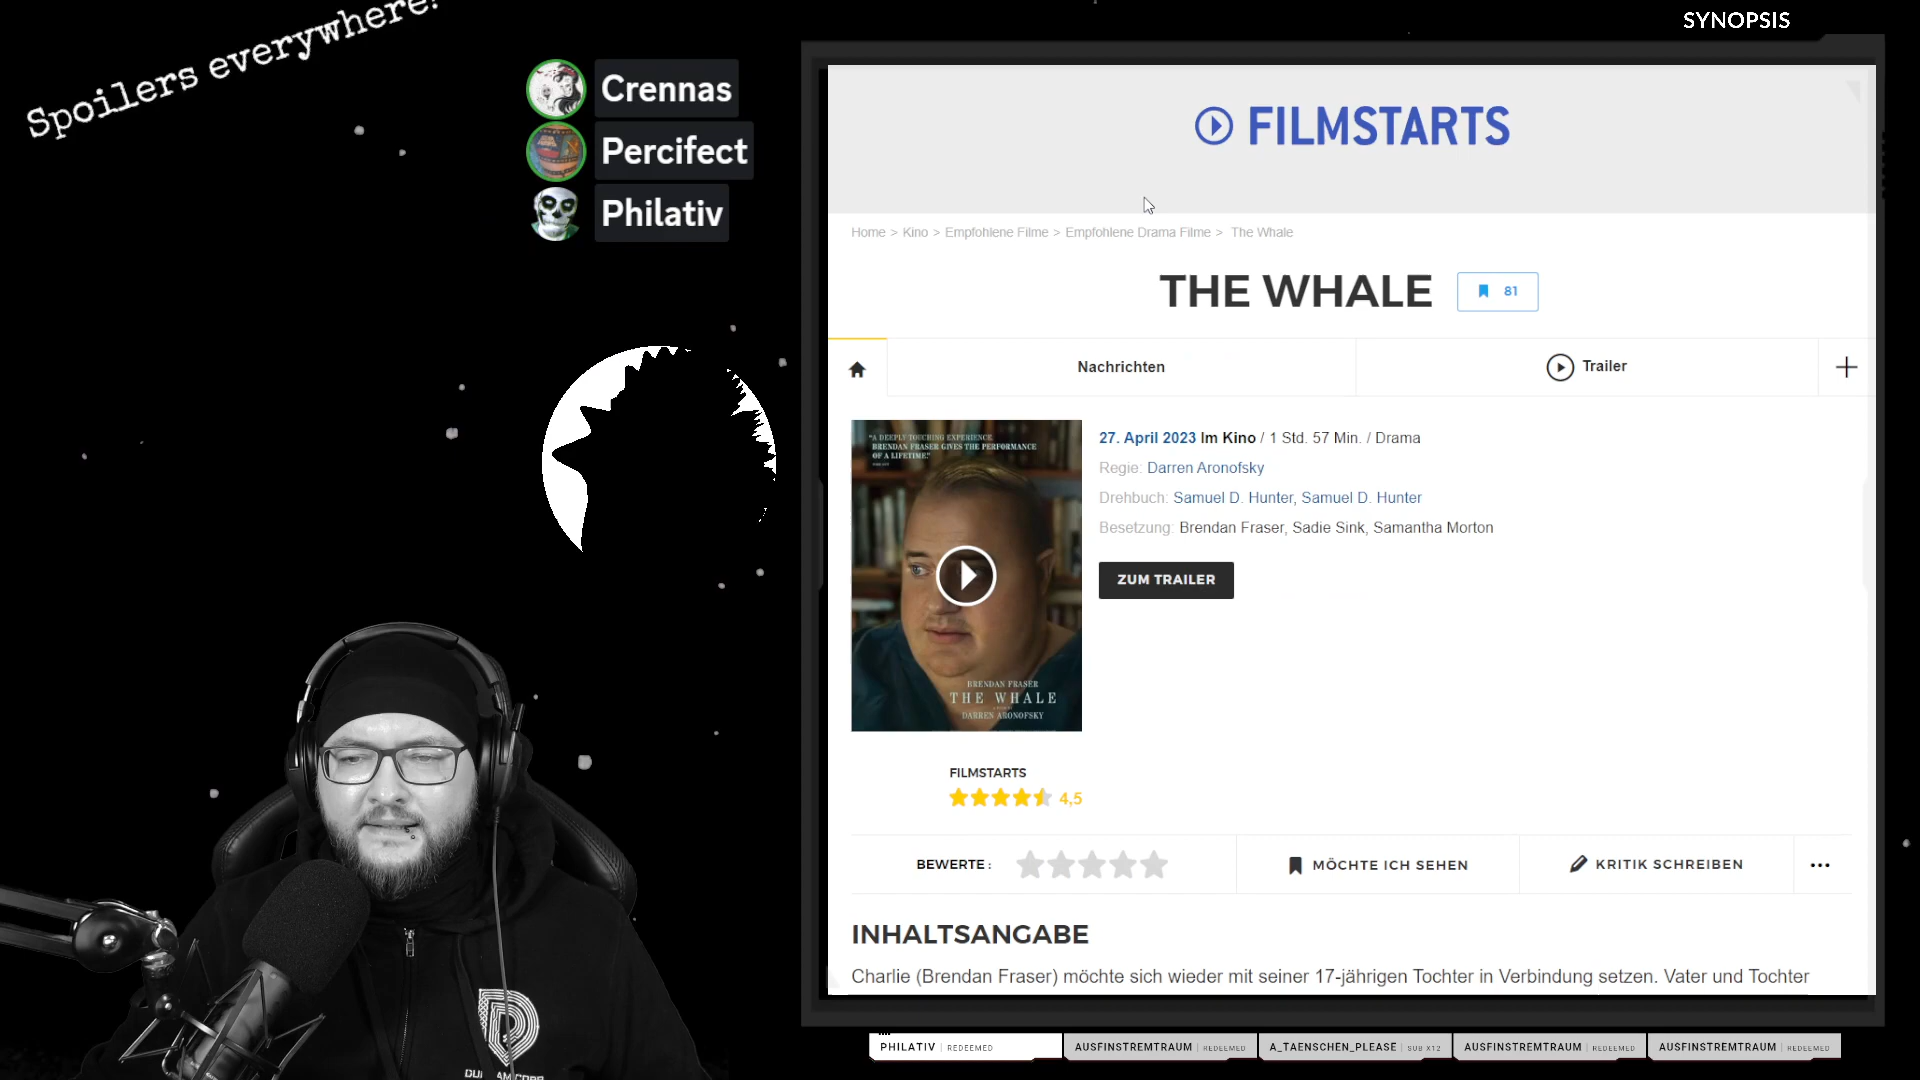 SYNOPSIS
Spoilers everywhere!
Crennas
Percifect
Philativ
FILMSTARTS
Home > Kino > Empfohlene Filme > Empfohlene Drama Filme > The Whale
THE WHALE
81
Nachrichten
Trailer
"A DEEPLY TOUCHING EXPERIENCE.
BRENDAN FRASER GIVES THE PERFORMANCE
OF A LIFETIME."
BRENDAN FRASER
THE WHALE
DARREN ARONOFSKY
27. April 2023 Im Kino / 1 Std. 57 Min. / Drama
Regie: Darren Aronofsky
Drehbuch: Samuel D. Hunter, Samuel D. Hunter
Besetzung: Brendan Fraser, Sadie Sink, Samantha Morton
ZUM TRAILER
FILMSTARTS
4,5
BEWERTE :
MÖCHTE ICH SEHEN
KRITIK SCHREIBEN
INHALTSANGABE
Charlie (Brendan Fraser) möchte sich wieder mit seiner 17-jährigen Tochter in Verbindung setzen. Vater und Tochter
PHILATIV | REDEEMED
AUSFINSTREMTRAUM | REDEEMED
A_TAENSCHEN_PLEASE | SUB X12
AUSFINSTREMTRAUM | REDEEMED
AUSFINSTREMTRAUM | REDEEMED